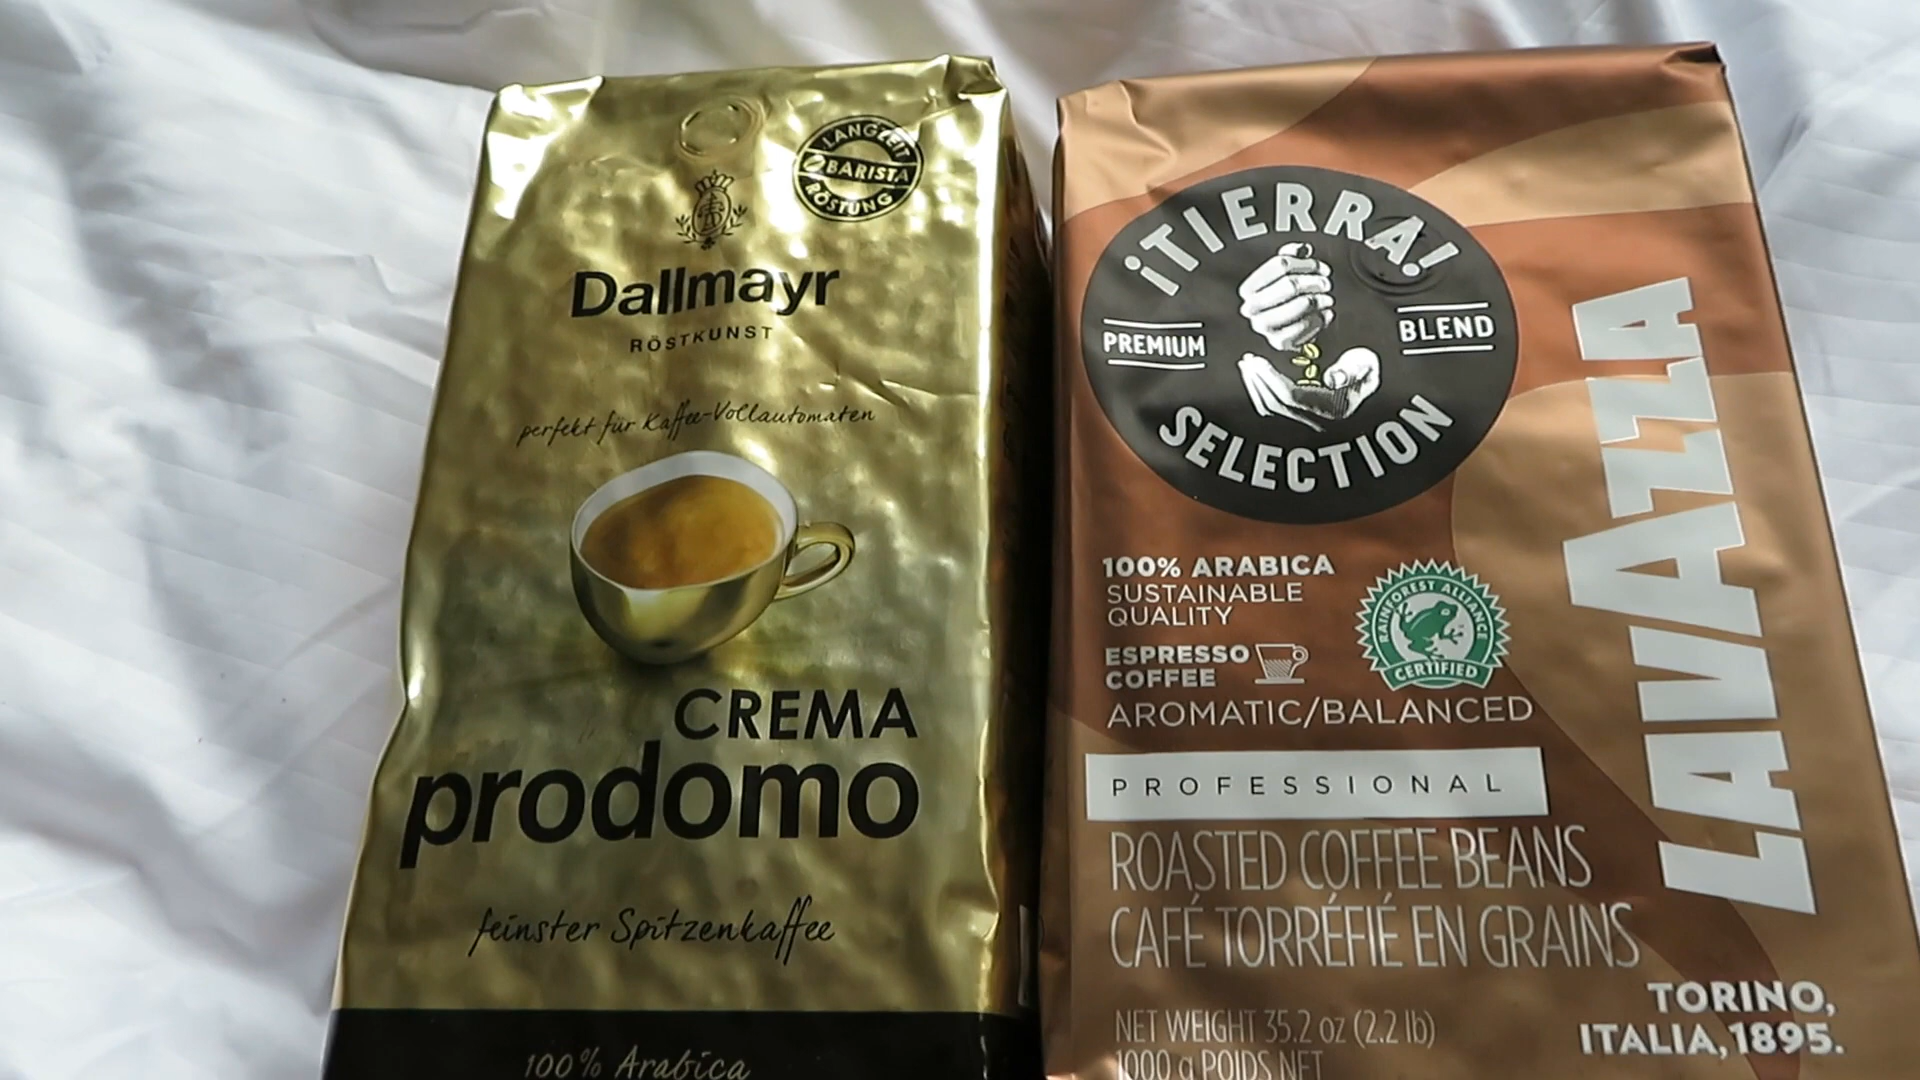 LANGZEIT
BARISTA
RÖSTUNG
Dallmayr
RÖSTKUNST
perfekt für Kaffee-Vollautomaten
CREMA
prodomo
feinster Spitzenkaffee
100% Arabica
¡TIERRA!
PREMIUM
BLEND
SELECTION
LAVAZZA
100% ARABICA
SUSTAINABLE
QUALITY
ESPRESSO
COFFEE
RAINFOREST ALLIANCE
CERTIFIED
AROMATIC/BALANCED
PROFESSIONAL
ROASTED COFFEE BEANS
CAFÉ TORRÉFIÉ EN GRAINS
TORINO,
ITALIA, 1895.
NET WEIGHT 35.2 oz (2.2 lb)
1000 g POIDS NET